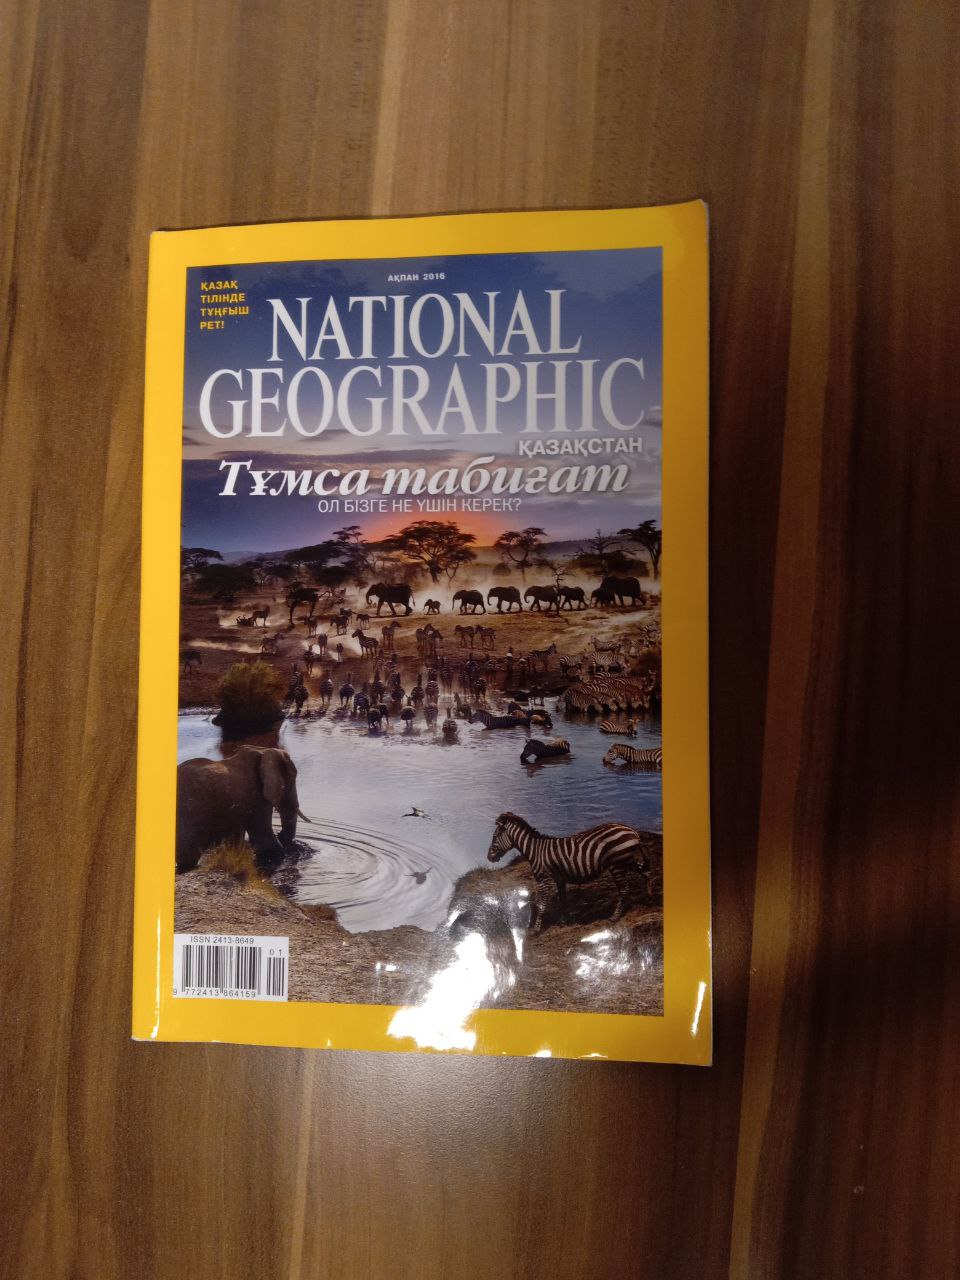 АҚПАН 2016
ҚАЗАҚ
ТІЛІНДЕ
ТҰҢҒЫШ
РЕТ!
NATIONAL
GEOGRAPHIC
ҚАЗАҚСТАН
Тұмса табиғат
ОЛ БІЗГЕ НЕ ҮШІН КЕРЕК?
ISSN 2413-8649
01
9 772413 864159